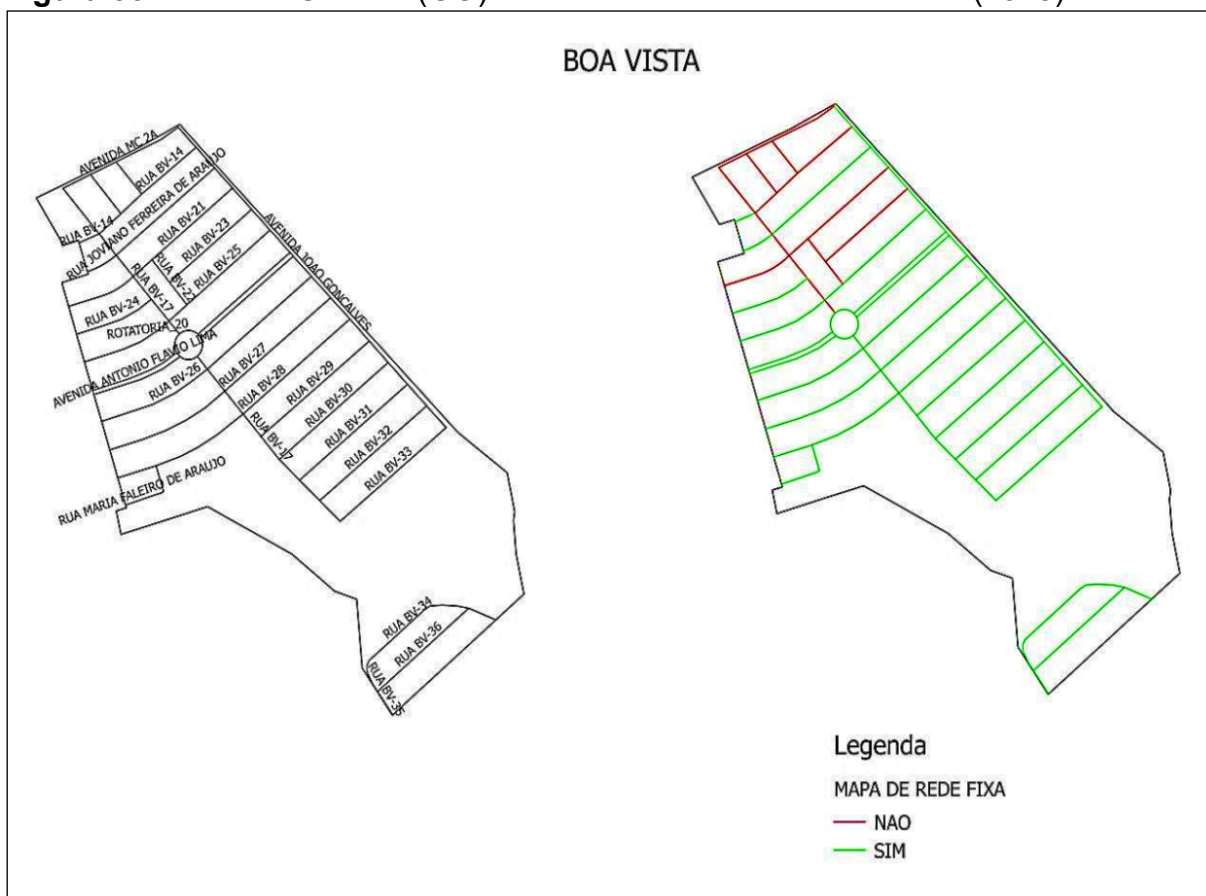 BOA VISTA
AVENIDA MC 2A
RUA BV-14
RUA BV-14
RUA JOVIANO FERREIRA DE ARAUJO
RUA BV-21
RUA BV-23
RUA BV-25
RUA BV-22
RUA BV-17
AVENIDA JOAO GONCALVES
RUA BV-24
ROTATORIA 20
AVENIDA ANTONIO FLAVIO LIMA
RUA BV-26
RUA BV-27
RUA BV-28
RUA BV-29
RUA BV-30
RUA BV-31
RUA BV-32
RUA BV-33
RUA BV-17
RUA MARIA FALEIRO DE ARAUJO
RUA BV-34
RUA BV-36
RUA BV-35
Legenda
MAPA DE REDE FIXA
NAO
SIM